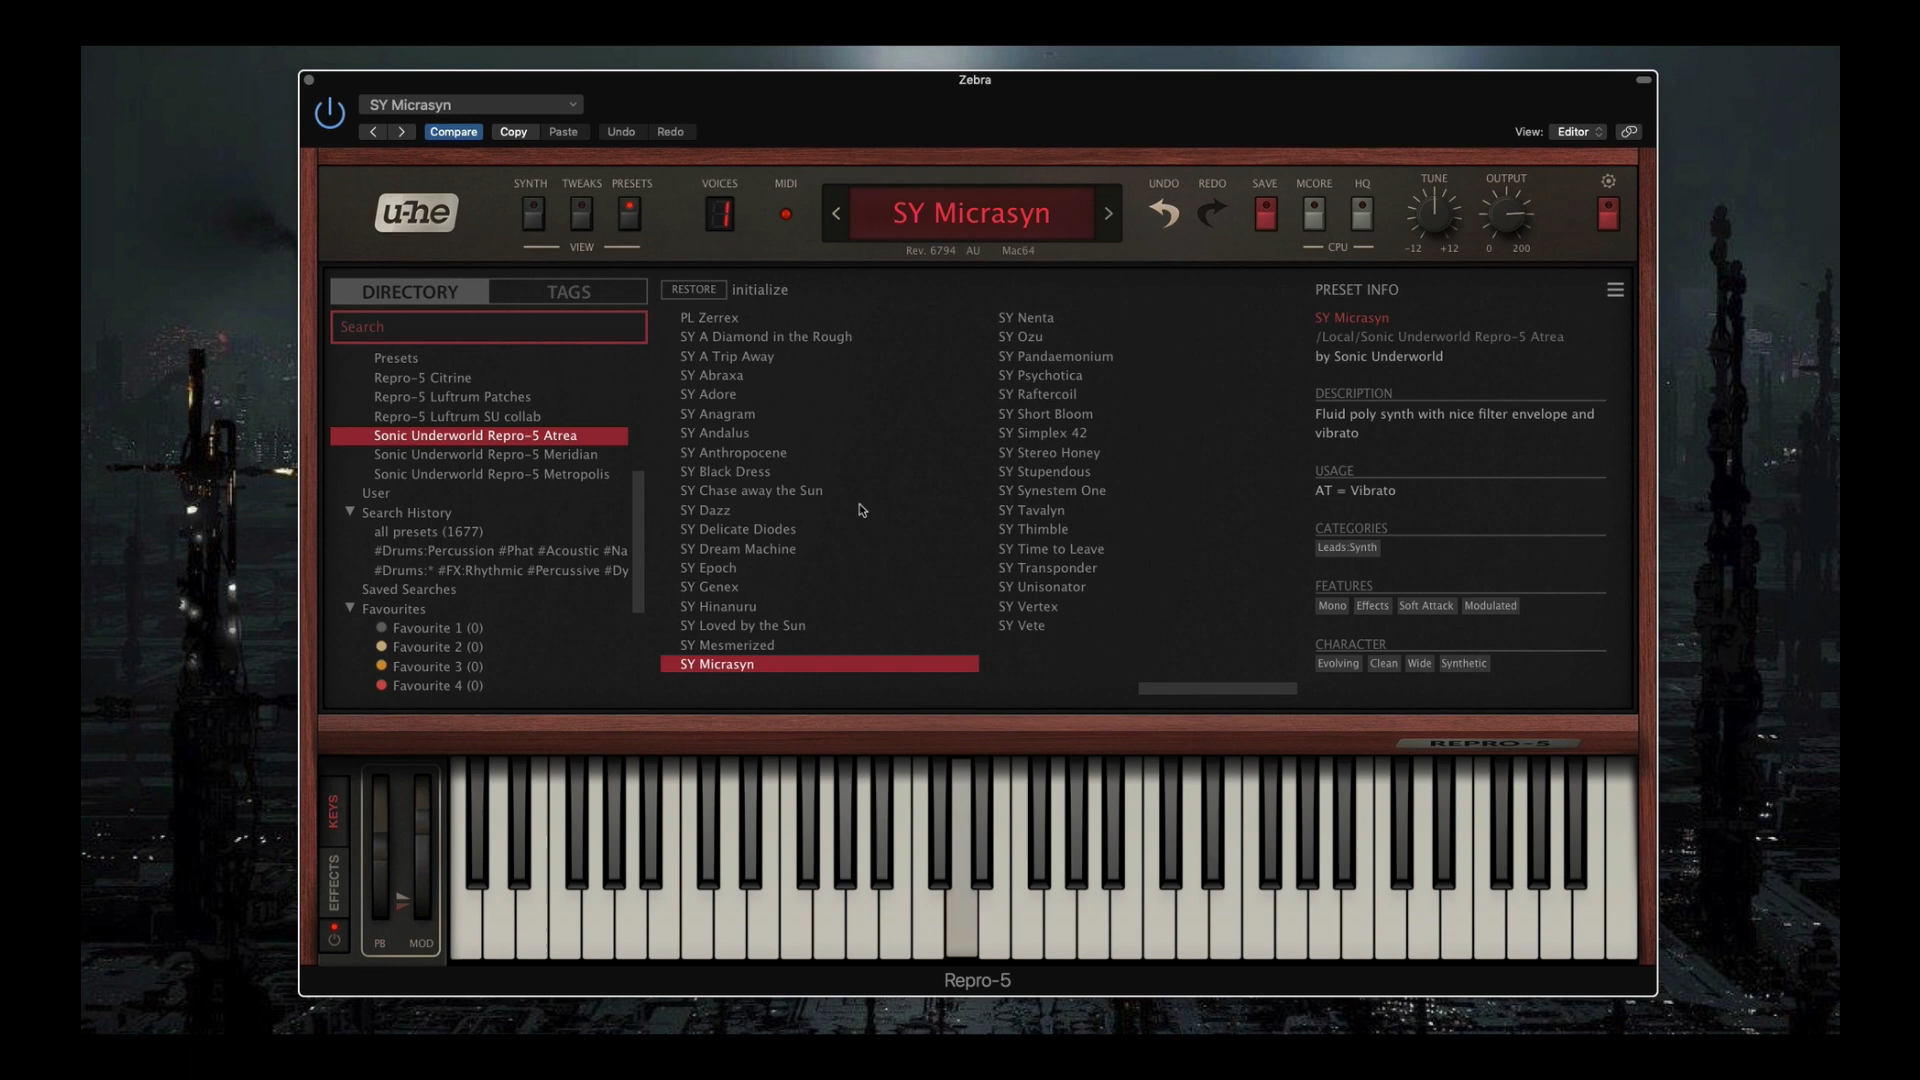 Zebra
SY Micrasyn
Compare Copy Paste Undo Redo View: Editor
SYNTH TWEAKS PRESETS VOICES MIDI UNDO REDO SAVE MCORE HQ TUNE OUTPUT
u-he
1
SY Micrasyn
VIEW
Rev. 6794 AU Mac64
CPU
-12 +12 0 200
DIRECTORY TAGS
Search
Presets
Repro-5 Citrine
Repro-5 Luftrum Patches
Repro-5 Luftrum SU collab
Sonic Underworld Repro-5 Atrea
Sonic Underworld Repro-5 Meridian
Sonic Underworld Repro-5 Metropolis
User
Search History
all presets (1677)
#Drums:Percussion #Phat #Acoustic #Na
#Drums:* #FX:Rhythmic #Percussive #Dy
Saved Searches
Favourites
Favourite 1 (0)
Favourite 2 (0)
Favourite 3 (0)
Favourite 4 (0)
RESTORE initialize
PL Zerrex
SY A Diamond in the Rough
SY A Trip Away
SY Abraxa
SY Adore
SY Anagram
SY Andalus
SY Anthropocene
SY Black Dress
SY Chase away the Sun
SY Dazz
SY Delicate Diodes
SY Dream Machine
SY Epoch
SY Genex
SY Hinanuru
SY Loved by the Sun
SY Mesmerized
SY Micrasyn
SY Nenta
SY Ozu
SY Pandaemonium
SY Psychotica
SY Raftercoil
SY Short Bloom
SY Simplex 42
SY Stereo Honey
SY Stupendous
SY Synestem One
SY Tavalyn
SY Thimble
SY Time to Leave
SY Transponder
SY Unisonator
SY Vertex
SY Vete
PRESET INFO
SY Micrasyn
/Local/Sonic Underworld Repro-5 Atrea
by Sonic Underworld
DESCRIPTION
Fluid poly synth with nice filter envelope and
vibrato
USAGE
AT = Vibrato
CATEGORIES
Leads:Synth
FEATURES
Mono Effects Soft Attack Modulated
CHARACTER
Evolving Clean Wide Synthetic
REPRO-5
KEYS
EFFECTS
PB MOD
Repro-5